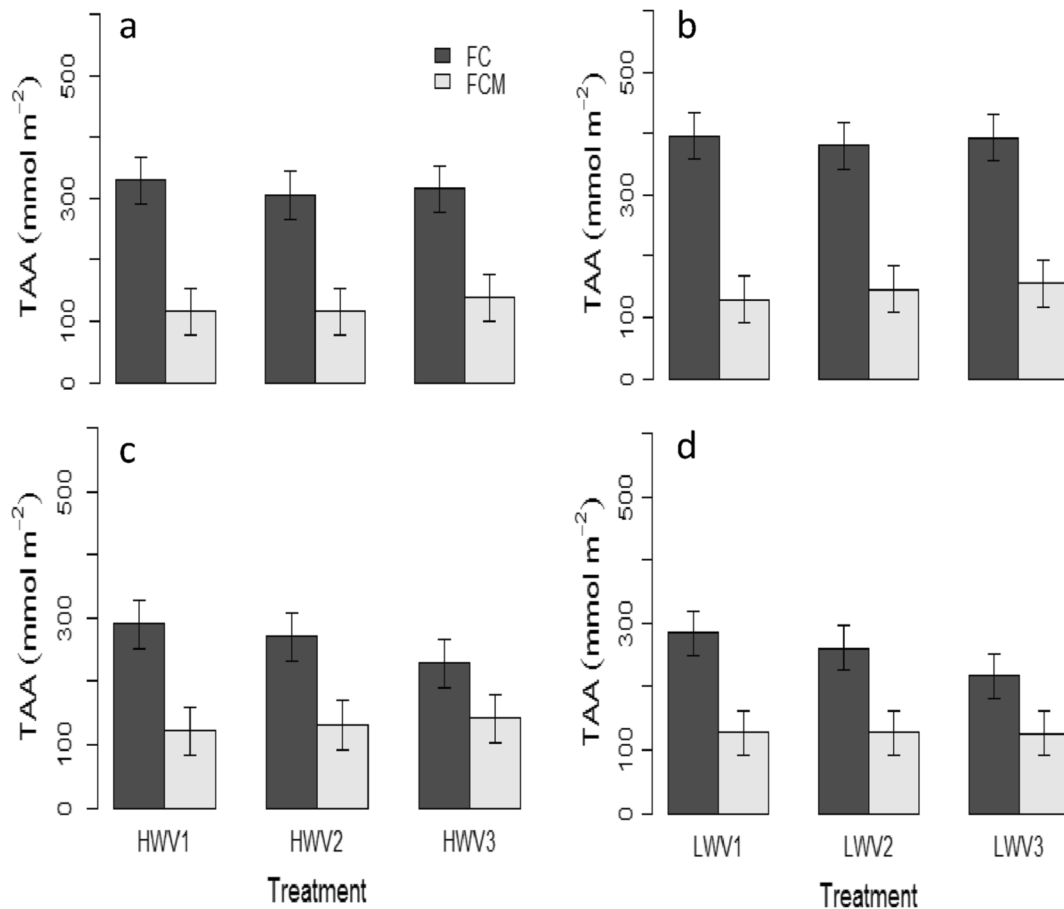 a
FC
FCM
TAA (mmol m⁻²)
500
300
100
0
b
TAA (mmol m⁻²)
500
300
100
0
c
TAA (mmol m⁻²)
500
300
100
0
HWV1 HWV2 HWV3
Treatment
d
TAA (mmol m⁻²)
500
300
100
0
LWV1 LWV2 LWV3
Treatment